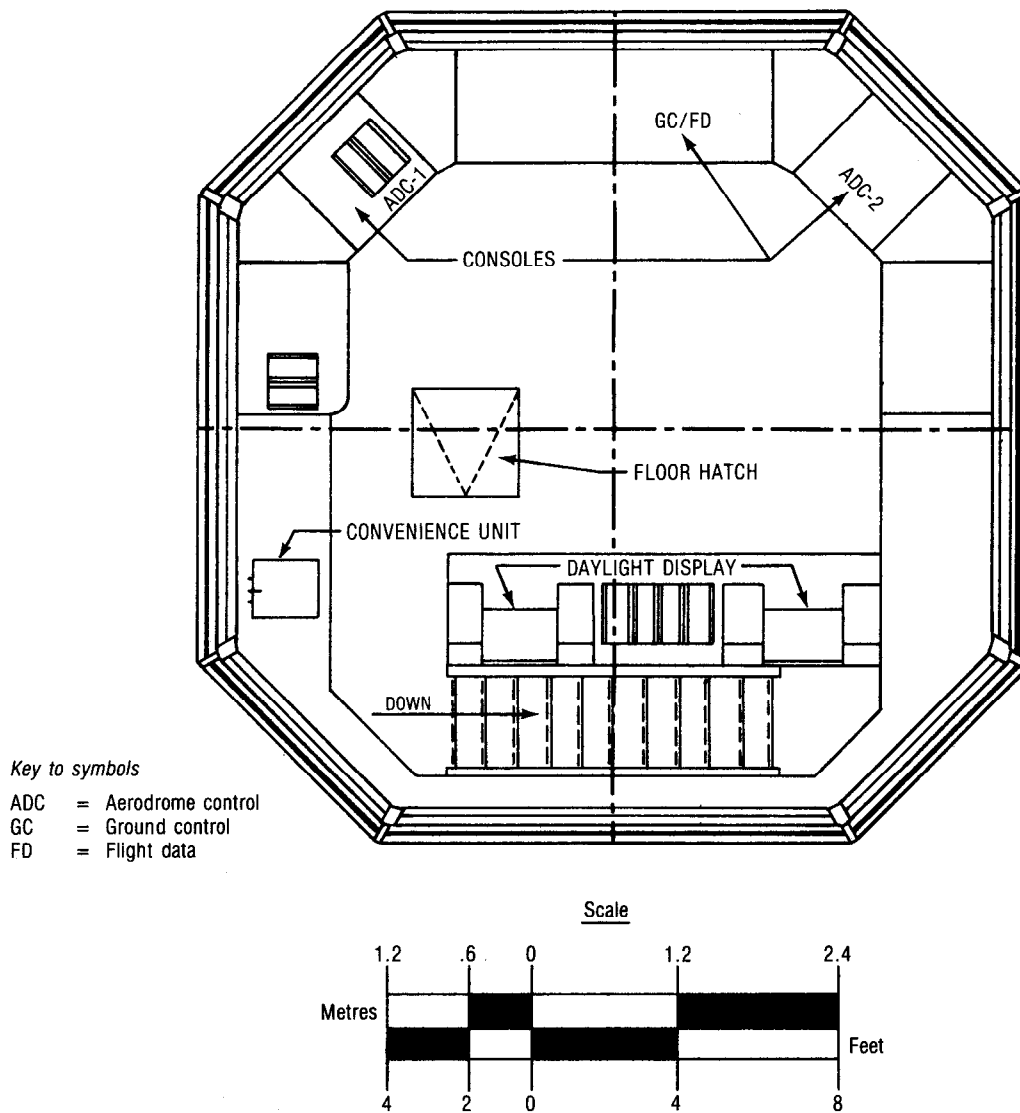 GC/FD
ADC-1
ADC-2
CONSOLES
FLOOR HATCH
CONVENIENCE UNIT
DAYLIGHT DISPLAY
DOWN
Key to symbols
ADC = Aerodrome control
GC = Ground control
FD = Flight data
Scale
1.2 .6 0 1.2 2.4
Metres
Feet
4 2 0 4 8